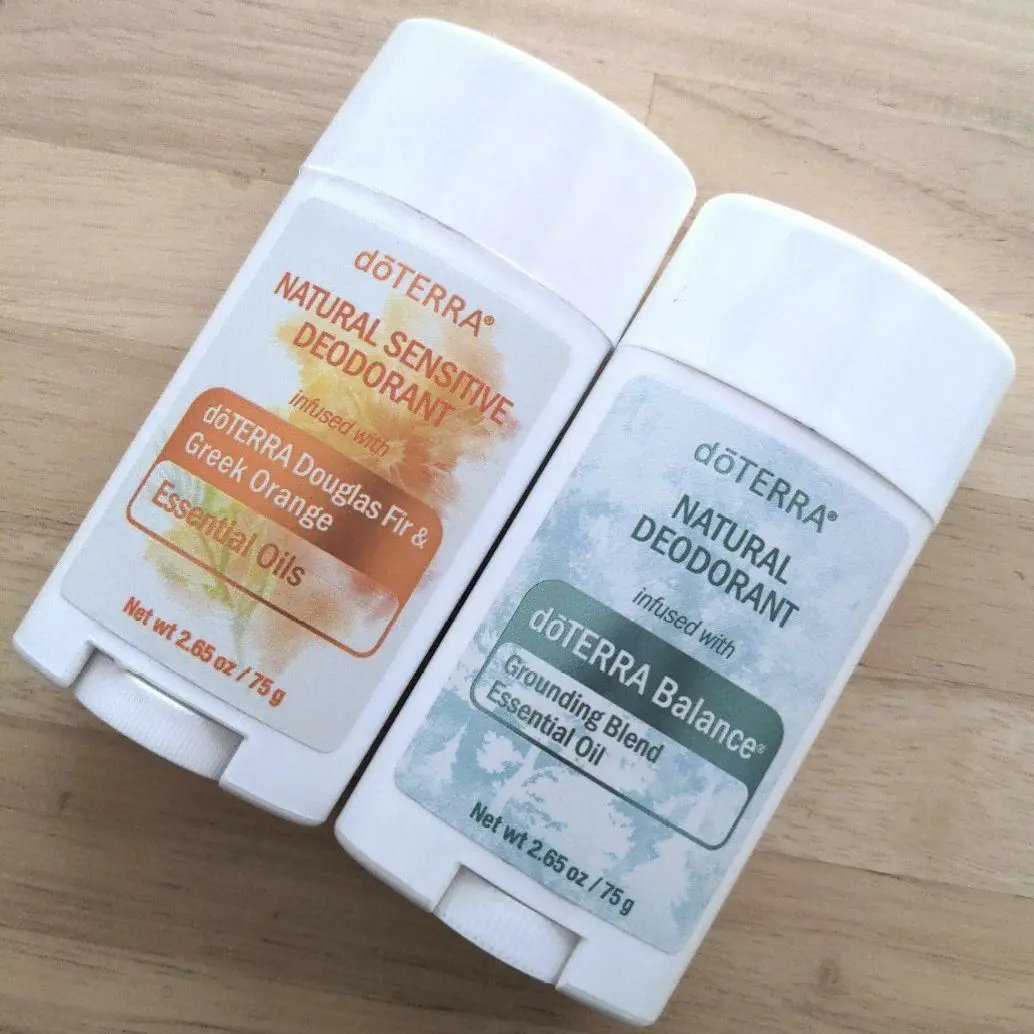 dōTERRA®
NATURAL SENSITIVE
DEODORANT
infused with
dōTERRA Douglas Fir &
Greek Orange
Essential Oils
Net wt 2.65 oz / 75 g
dōTERRA®
NATURAL
DEODORANT
infused with
dōTERRA Balance®
Grounding Blend
Essential Oil
Net wt 2.65 oz / 75 g